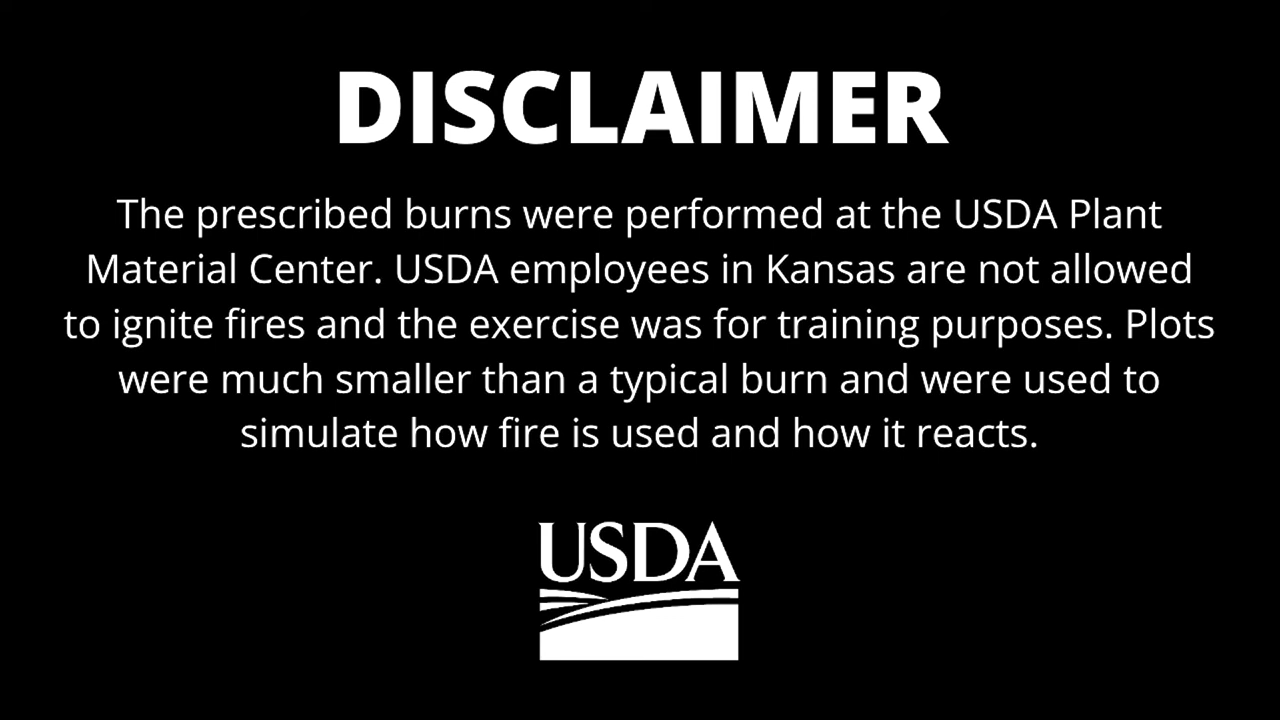 DISCLAIMER
The prescribed burns were performed at the USDA Plant
Material Center. USDA employees in Kansas are not allowed
to ignite fires and the exercise was for training purposes. Plots
were much smaller than a typical burn and were used to
simulate how fire is used and how it reacts.
USDA